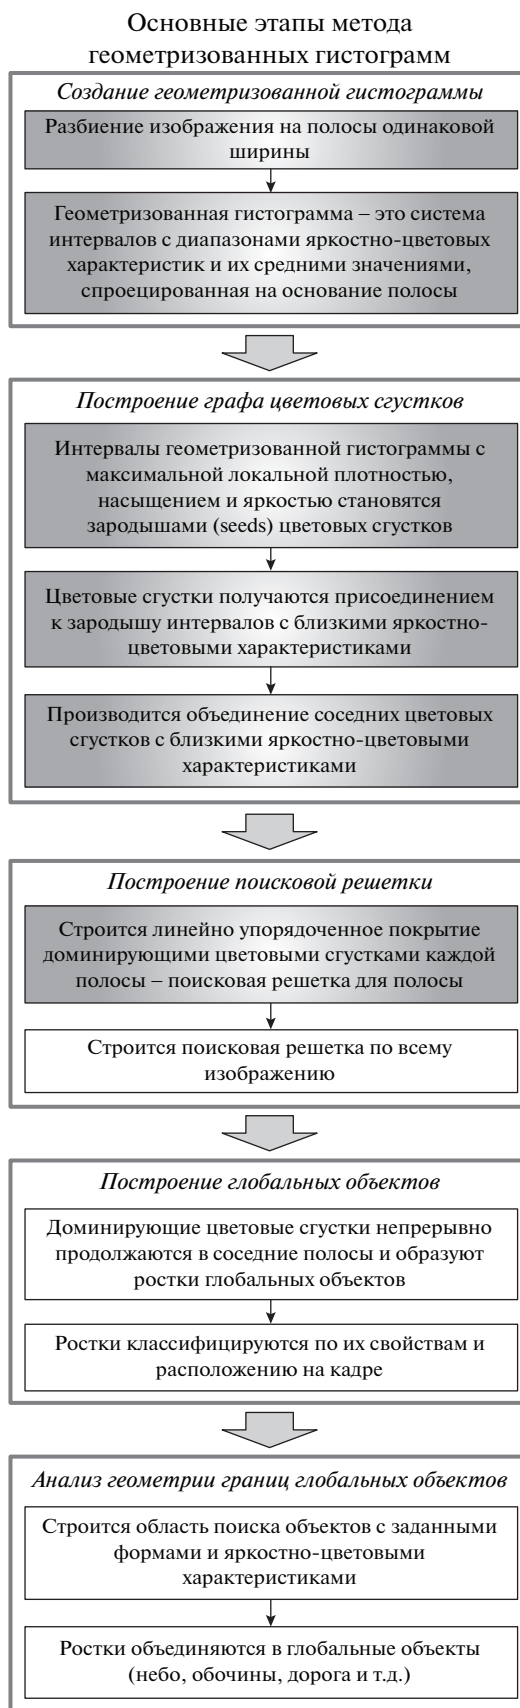 Основные этапы метода
геометризованных гистограмм
Создание геометризованной гистограммы
Разбиение изображения на полосы одинаковой
ширины
Геометризованная гистограмма – это система
интервалов с диапазонами яркостно-цветовых
характеристик и их средними значениями,
спроецированная на основание полосы
Построение графа цветовых сгустков
Интервалы геометризованной гистограммы с
максимальной локальной плотностью,
насыщением и яркостью становятся
зародышами (seeds) цветовых сгустков
Цветовые сгустки получаются присоединением
к зародышу интервалов с близкими яркостно-
цветовыми характеристиками
Производится объединение соседних цветовых
сгустков с близкими яркостно-цветовыми
характеристиками
Построение поисковой решетки
Строится линейно упорядоченное покрытие
доминирующими цветовыми сгустками каждой
полосы – поисковая решетка для полосы
Строится поисковая решетка по всему
изображению
Построение глобальных объектов
Доминирующие цветовые сгустки непрерывно
продолжаются в соседние полосы и образуют
ростки глобальных объектов
Ростки классифицируются по их свойствам и
расположению на кадре
Анализ геометрии границ глобальных объектов
Строится область поиска объектов с заданными
формами и яркостно-цветовыми
характеристиками
Ростки объединяются в глобальные объекты
(небо, обочины, дорога и т.д.)